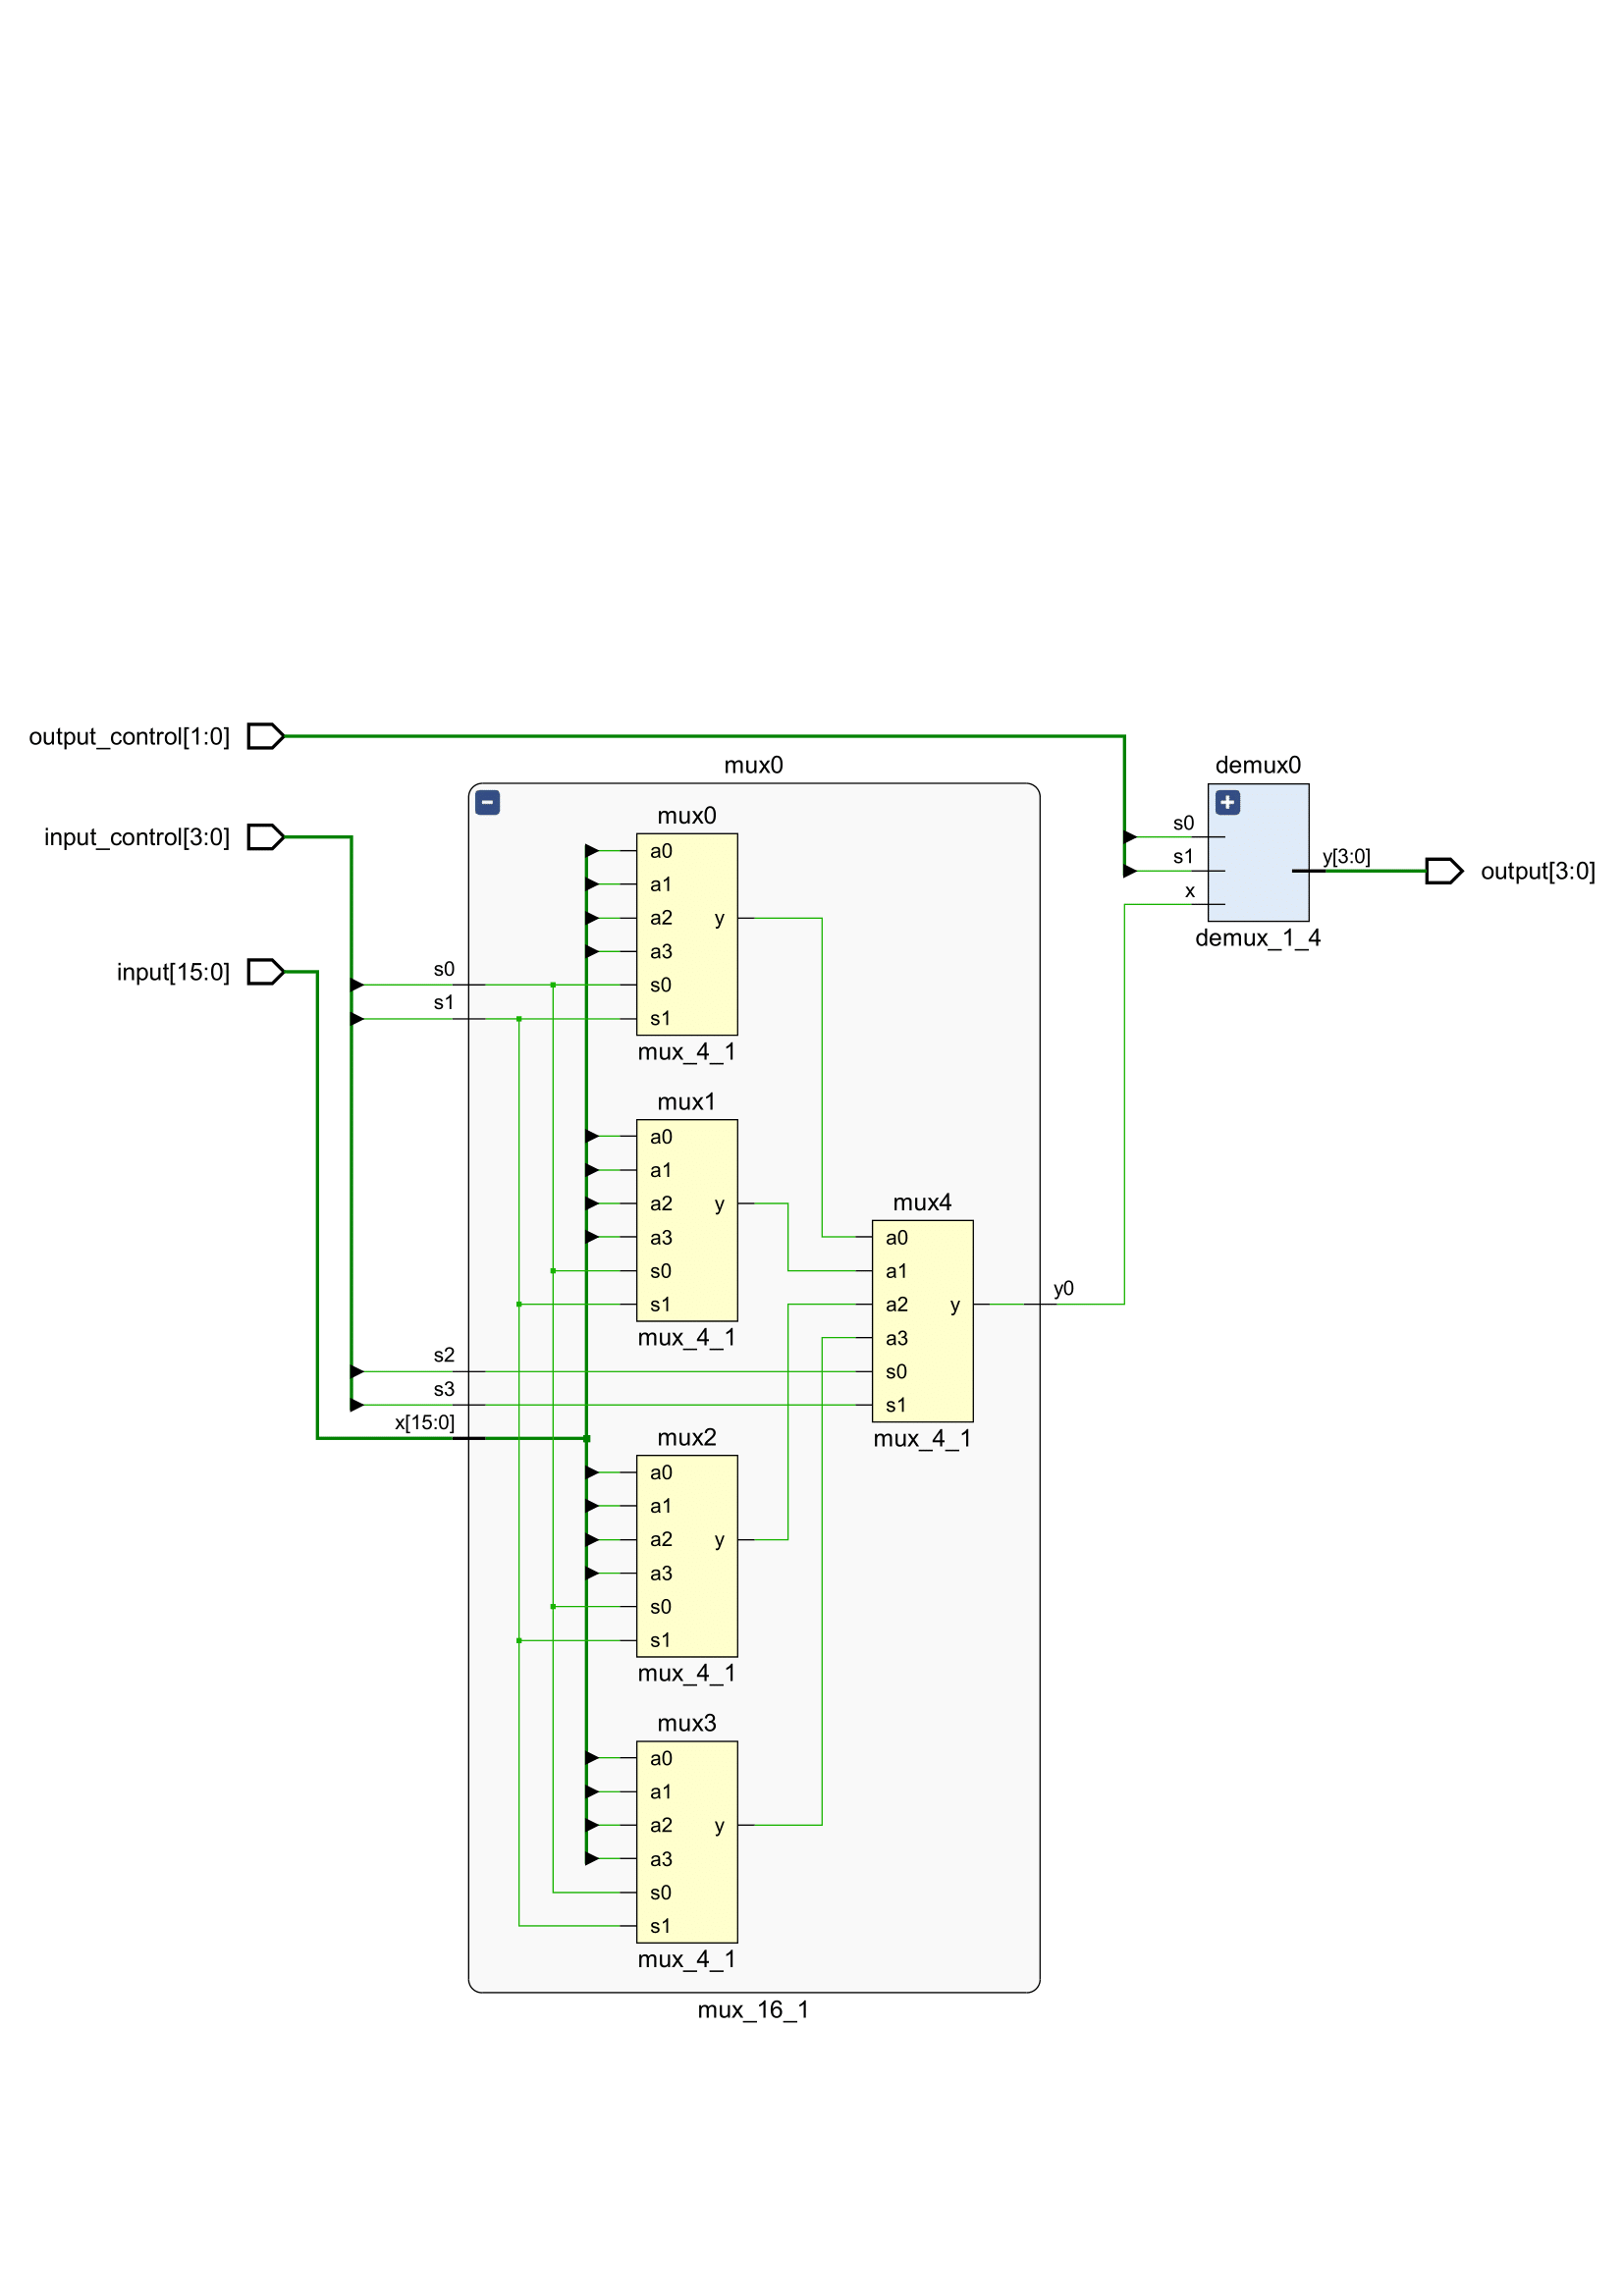 output_control[1:0]
mux0
demux0
input_control[3:0]
mux0
s0
a0
s1
y[3:0]
output[3:0]
a1
x
a2
y
demux_1_4
a3
input[15:0]
s0
s0
s1
s1
mux_4_1
mux1
a0
a1
a2
y
mux4
a3
a0
s0
a1
y0
s1
a2
y
mux_4_1
a3
s2
s0
s3
s1
x[15:0]
mux2
mux_4_1
a0
a1
a2
y
a3
s0
s1
mux_4_1
mux3
a0
a1
a2
y
a3
s0
s1
mux_4_1
mux_16_1